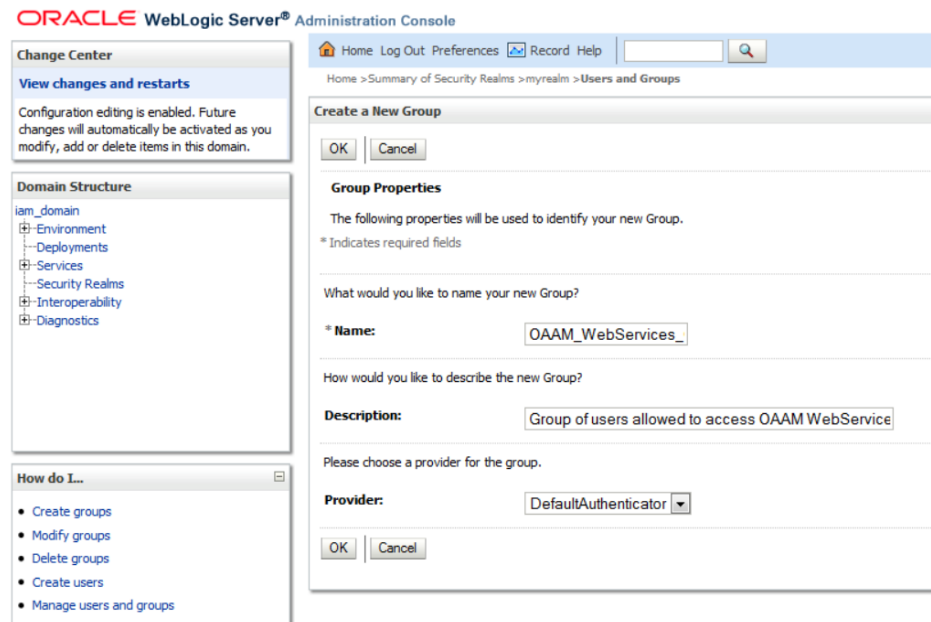 ORACLE WebLogic Server® Administration Console
Change Center
View changes and restarts
Configuration editing is enabled. Future
changes will automatically be activated as you
modify, add or delete items in this domain.
Domain Structure
iam_domain
Environment
Deployments
Services
Security Realms
Interoperability
Diagnostics
How do I...
Create groups
Modify groups
Delete groups
Create users
Manage users and groups
Home Log Out Preferences Record Help
Home >Summary of Security Realms >myrealm >Users and Groups
Create a New Group
OK Cancel
Group Properties
The following properties will be used to identify your new Group.
* Indicates required fields
What would you like to name your new Group?
* Name: OAAM_WebServices_
How would you like to describe the new Group?
Description: Group of users allowed to access OAAM WebService
Please choose a provider for the group.
Provider: DefaultAuthenticator
OK Cancel